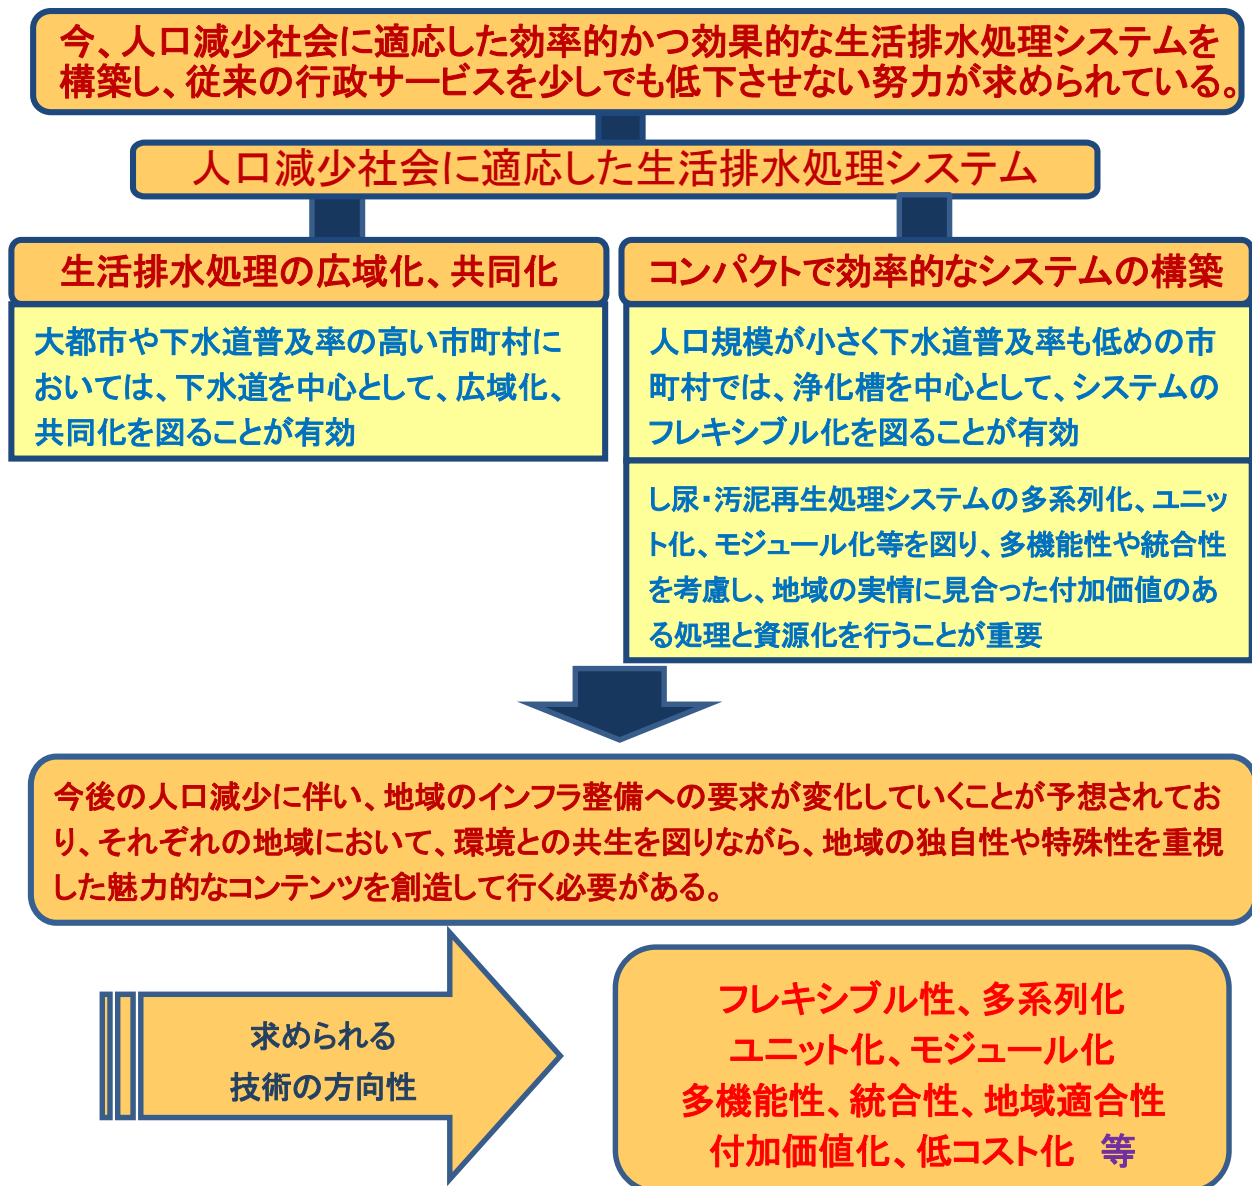 今、人口減少社会に適応した効率的かつ効果的な生活排水処理システムを
構築し、従来の行政サービスを少しでも低下させない努力が求められている。
人口減少社会に適応した生活排水処理システム
生活排水処理の広域化、共同化
大都市や下水道普及率の高い市町村に
おいては、下水道を中心として、広域化、
共同化を図ることが有効
コンパクトで効率的なシステムの構築
人口規模が小さく下水道普及率も低めの市
町村では、浄化槽を中心として、システムの
フレキシブル化を図ることが有効
し尿・汚泥再生処理システムの多系列化、ユニッ
ト化、モジュール化等を図り、多機能性や統合性
を考慮し、地域の実情に見合った付加価値のあ
る処理と資源化を行うことが重要
今後の人口減少に伴い、地域のインフラ整備への要求が変化していくことが予想されてお
り、それぞれの地域において、環境との共生を図りながら、地域の独自性や特殊性を重視
した魅力的なコンテンツを創造して行く必要がある。
求められる
技術の方向性
フレキシブル性、多系列化
ユニット化、モジュール化
多機能性、統合性、地域適合性
付加価値化、低コスト化　等